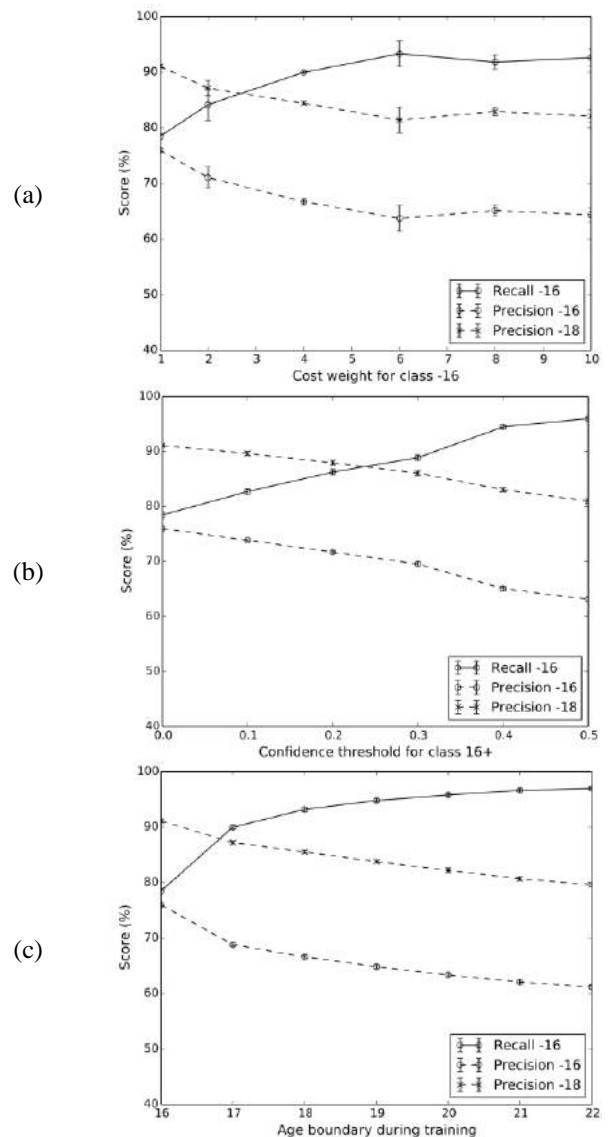 (a)
100
90
80
70
60
50
40
Score (%)
1 2 3 4 5 6 7 8 9 10
Cost weight for class -16
Recall -16
Precision -16
Precision -18
(b)
100
90
80
70
60
50
40
Score (%)
0.0 0.1 0.2 0.3 0.4 0.5
Confidence threshold for class 16+
Recall -16
Precision -16
Precision -18
(c)
100
90
80
70
60
50
40
Score (%)
16 17 18 19 20 21 22
Age boundary during training
Recall -16
Precision -16
Precision -18